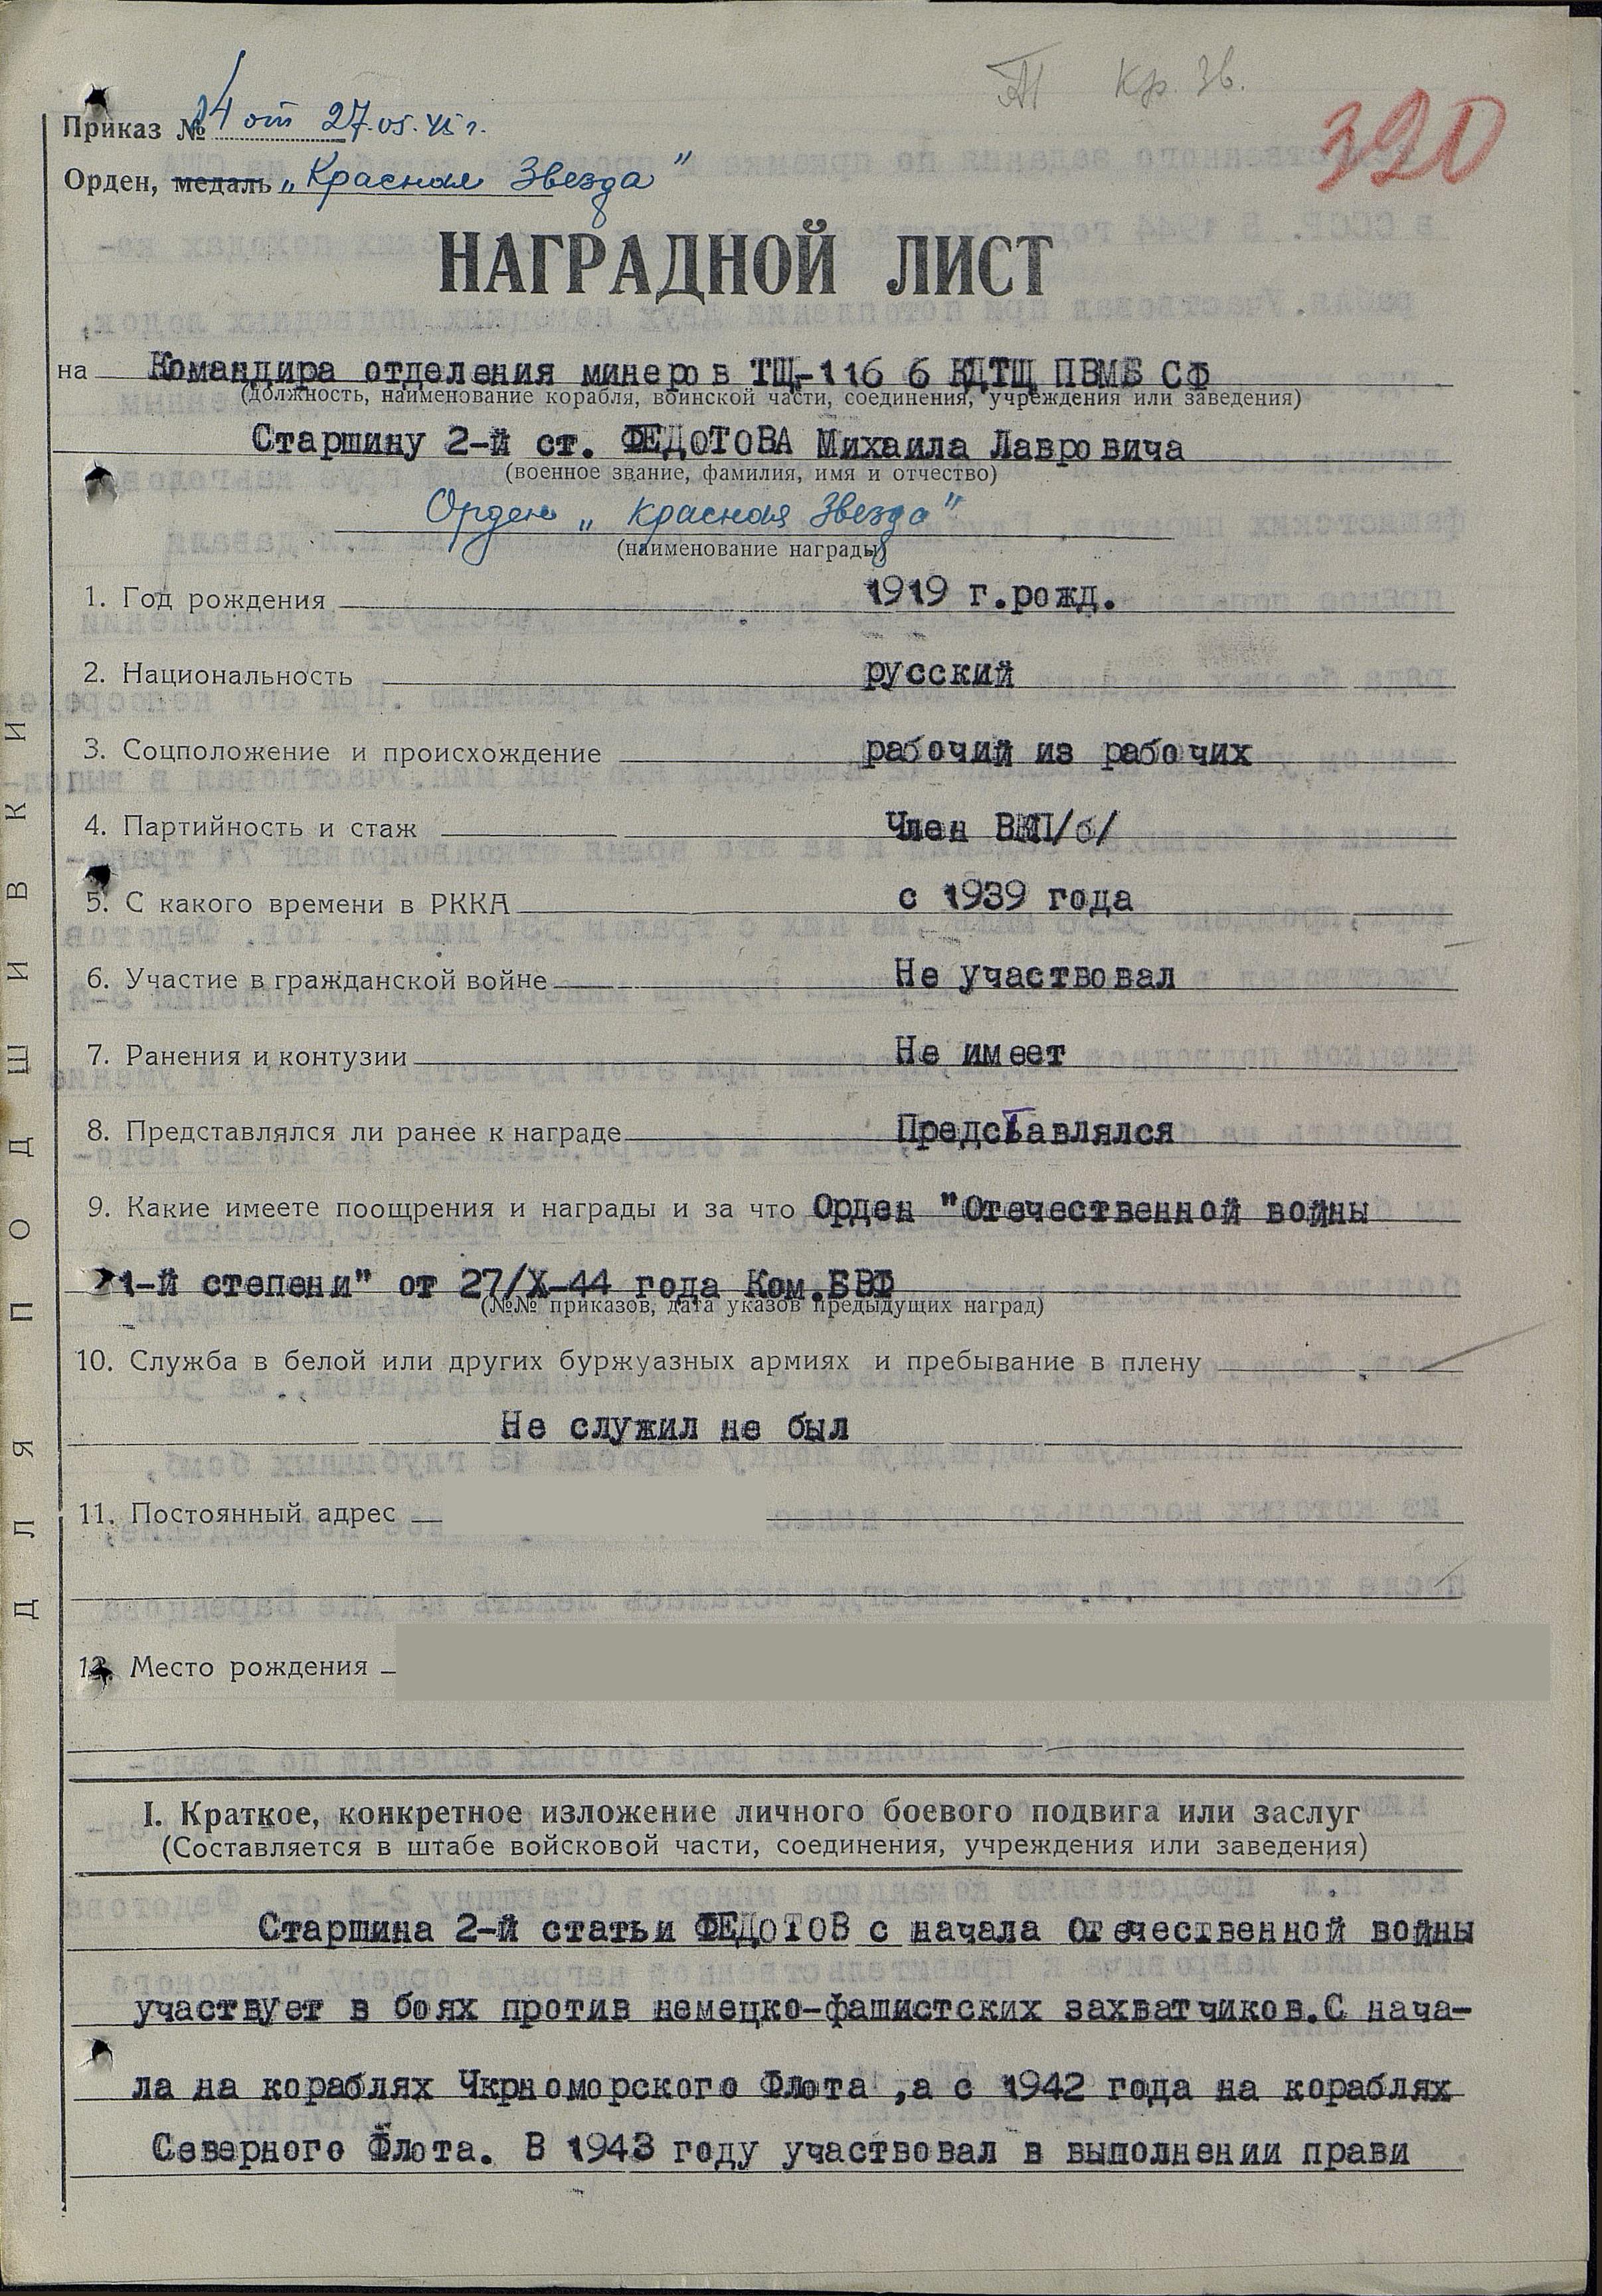 Тт Кр. Зв.
320
Приказ № 14 от 27.05.45 г.
Орден, медаль „Красная Звезда"
НАГРАДНОЙ ЛИСТ
на Командира отделения минеров ТЩ-116 6 КДТЩ ПВМБ СФ
(должность, наименование корабля, воинской части, соединения, учреждения или заведения)
Старшину 2-й ст. ФЕДОТОВА Михаила Лавровича
(военное звание, фамилия, имя и отчество)
Орден „Красная Звезда"
(наименование награды)
1. Год рождения 1919 г.рожд.
2. Национальность русский
3. Соцположение и происхождение рабочий из рабочих
4. Партийность и стаж Член ВКП/б/
5. С какого времени в РККА с 1939 года
6. Участие в гражданской войне Не участвовал
7. Ранения и контузии Не имеет
8. Представлялся ли ранее к награде Представлялся
9. Какие имеете поощрения и награды и за что Орден "Отечественной войны
1-й степени" от 27/X-44 года Ком.БВФ
(№№ приказов, дата указов предыдущих наград)
10. Служба в белой или других буржуазных армиях и пребывание в плену
Не служил не был
11. Постоянный адрес
12. Место рождения
I. Краткое, конкретное изложение личного боевого подвига или заслуг
(Составляется в штабе войсковой части, соединения, учреждения или заведения)
Старшина 2-й статьи ФЕДОТОВ с начала Отечественной войны
участвует в боях против немецко-фашистских захватчиков.С нача-
ла на кораблях Чкрноморского Флота ,а с 1942 года на кораблях
Северного Флота. В 1943 году участвовал в выполнении прави
ДЛЯ ПОДШИВКИ